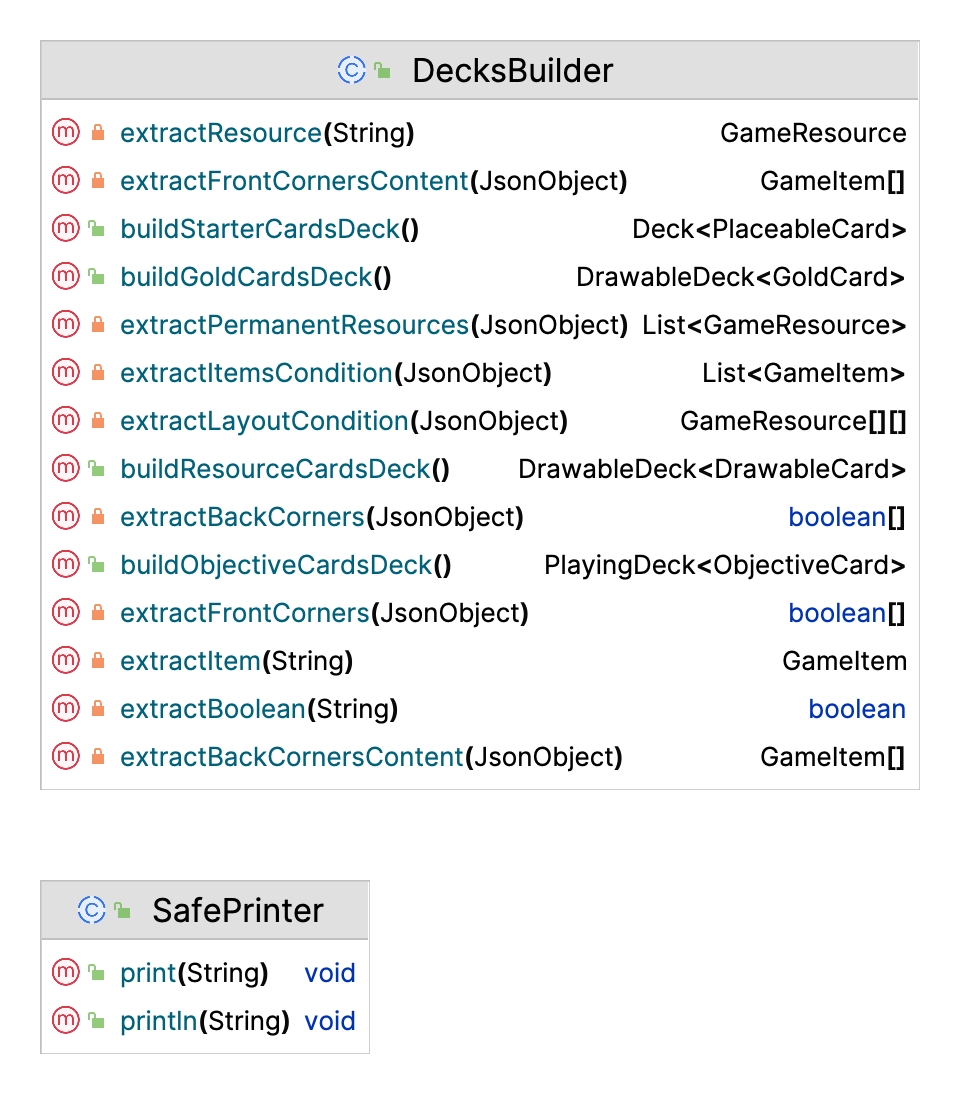 DecksBuilder
extractResource(String) GameResource
extractFrontCornersContent(JsonObject) GameItem[]
buildStarterCardsDeck() Deck<PlaceableCard>
buildGoldCardsDeck() DrawableDeck<GoldCard>
extractPermanentResources(JsonObject) List<GameResource>
extractItemsCondition(JsonObject) List<GameItem>
extractLayoutCondition(JsonObject) GameResource[][]
buildResourceCardsDeck() DrawableDeck<DrawableCard>
extractBackCorners(JsonObject) boolean[]
buildObjectiveCardsDeck() PlayingDeck<ObjectiveCard>
extractFrontCorners(JsonObject) boolean[]
extractItem(String) GameItem
extractBoolean(String) boolean
extractBackCornersContent(JsonObject) GameItem[]
SafePrinter
print(String) void
println(String) void